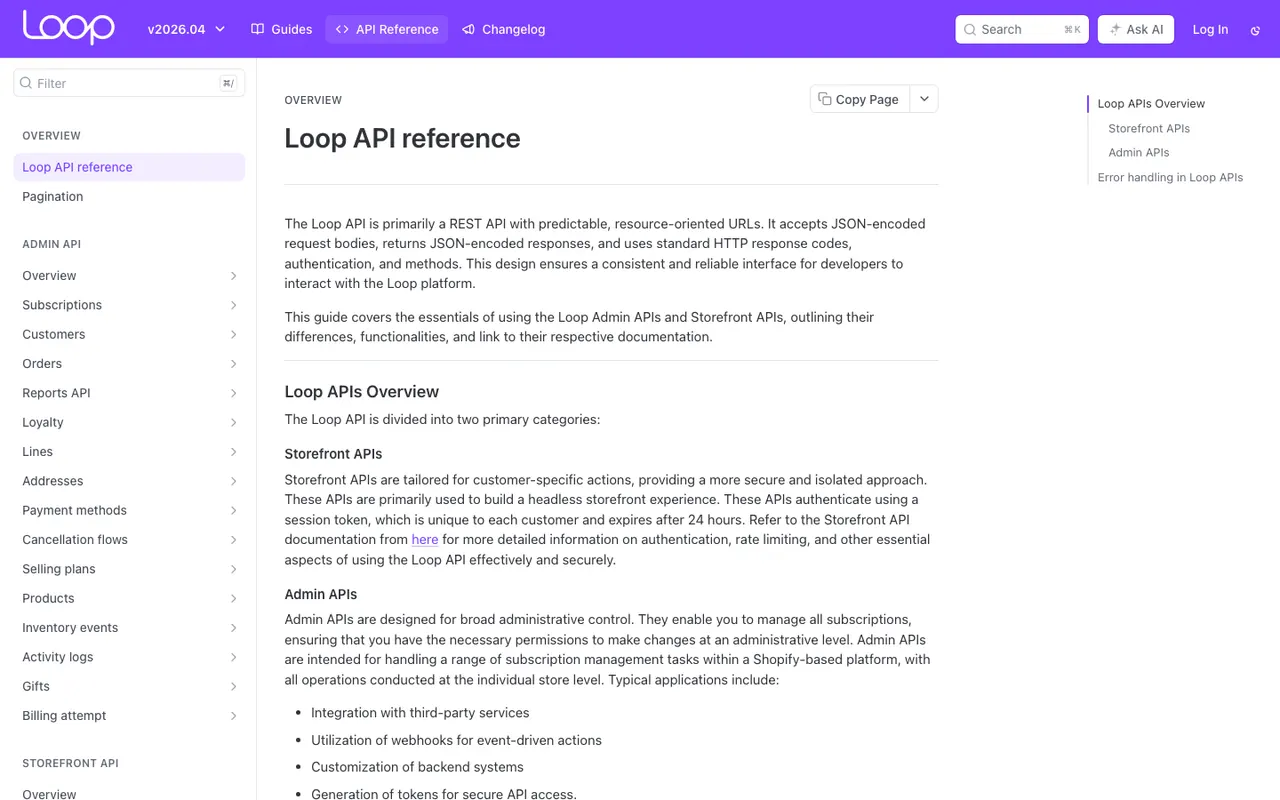 Loop
v2026.04
Guides
API Reference
Changelog
Search
⌘K
Ask AI
Log In
Filter
⌘/
OVERVIEW
Loop API reference
Pagination
ADMIN API
Overview
Subscriptions
Customers
Orders
Reports API
Loyalty
Lines
Addresses
Payment methods
Cancellation flows
Selling plans
Products
Inventory events
Activity logs
Gifts
Billing attempt
STOREFRONT API
Overview
OVERVIEW
Copy Page
Loop API reference
The Loop API is primarily a REST API with predictable, resource-oriented URLs. It accepts JSON-encoded
request bodies, returns JSON-encoded responses, and uses standard HTTP response codes,
authentication, and methods. This design ensures a consistent and reliable interface for developers to
interact with the Loop platform.
This guide covers the essentials of using the Loop Admin APIs and Storefront APIs, outlining their
differences, functionalities, and link to their respective documentation.
Loop APIs Overview
The Loop API is divided into two primary categories:
Storefront APIs
Storefront APIs are tailored for customer-specific actions, providing a more secure and isolated approach.
These APIs are primarily used to build a headless storefront experience. These APIs authenticate using a
session token, which is unique to each customer and expires after 24 hours. Refer to the Storefront API
documentation from here for more detailed information on authentication, rate limiting, and other essential
aspects of using the Loop API effectively and securely.
Admin APIs
Admin APIs are designed for broad administrative control. They enable you to manage all subscriptions,
ensuring that you have the necessary permissions to make changes at an administrative level. Admin APIs
are intended for handling a range of subscription management tasks within a Shopify-based platform, with
all operations conducted at the individual store level. Typical applications include:
• Integration with third-party services
• Utilization of webhooks for event-driven actions
• Customization of backend systems
• Generation of tokens for secure API access.
Loop APIs Overview
Storefront APIs
Admin APIs
Error handling in Loop APIs